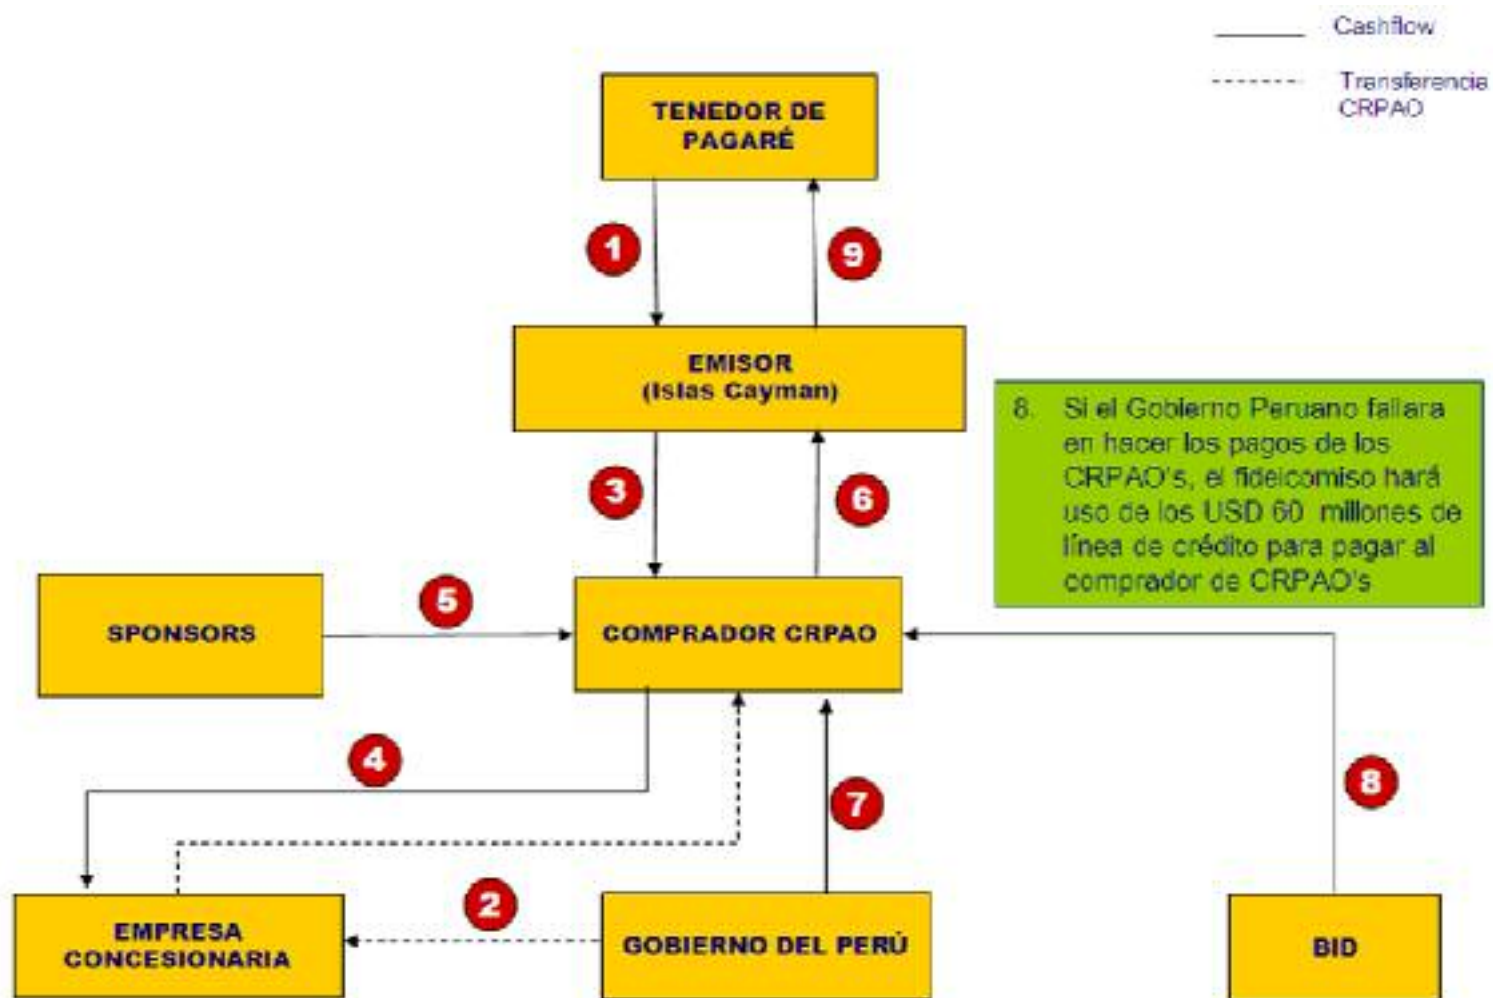 Cashflow
Transferencia
CRPAO
TENEDOR DE
PAGARÉ
1
9
EMISOR
(Islas Cayman)
8. Si el Gobierno Peruano fallara
en hacer los pagos de los
CRPAO's, el fideicomiso hará
uso de los USD 60 millones de
línea de crédito para pagar al
comprador de CRPAO's
3
6
SPONSORS
5
COMPRADOR CRPAO
4
7
8
EMPRESA
CONCESIONARIA
2
GOBIERNO DEL PERÚ
BID